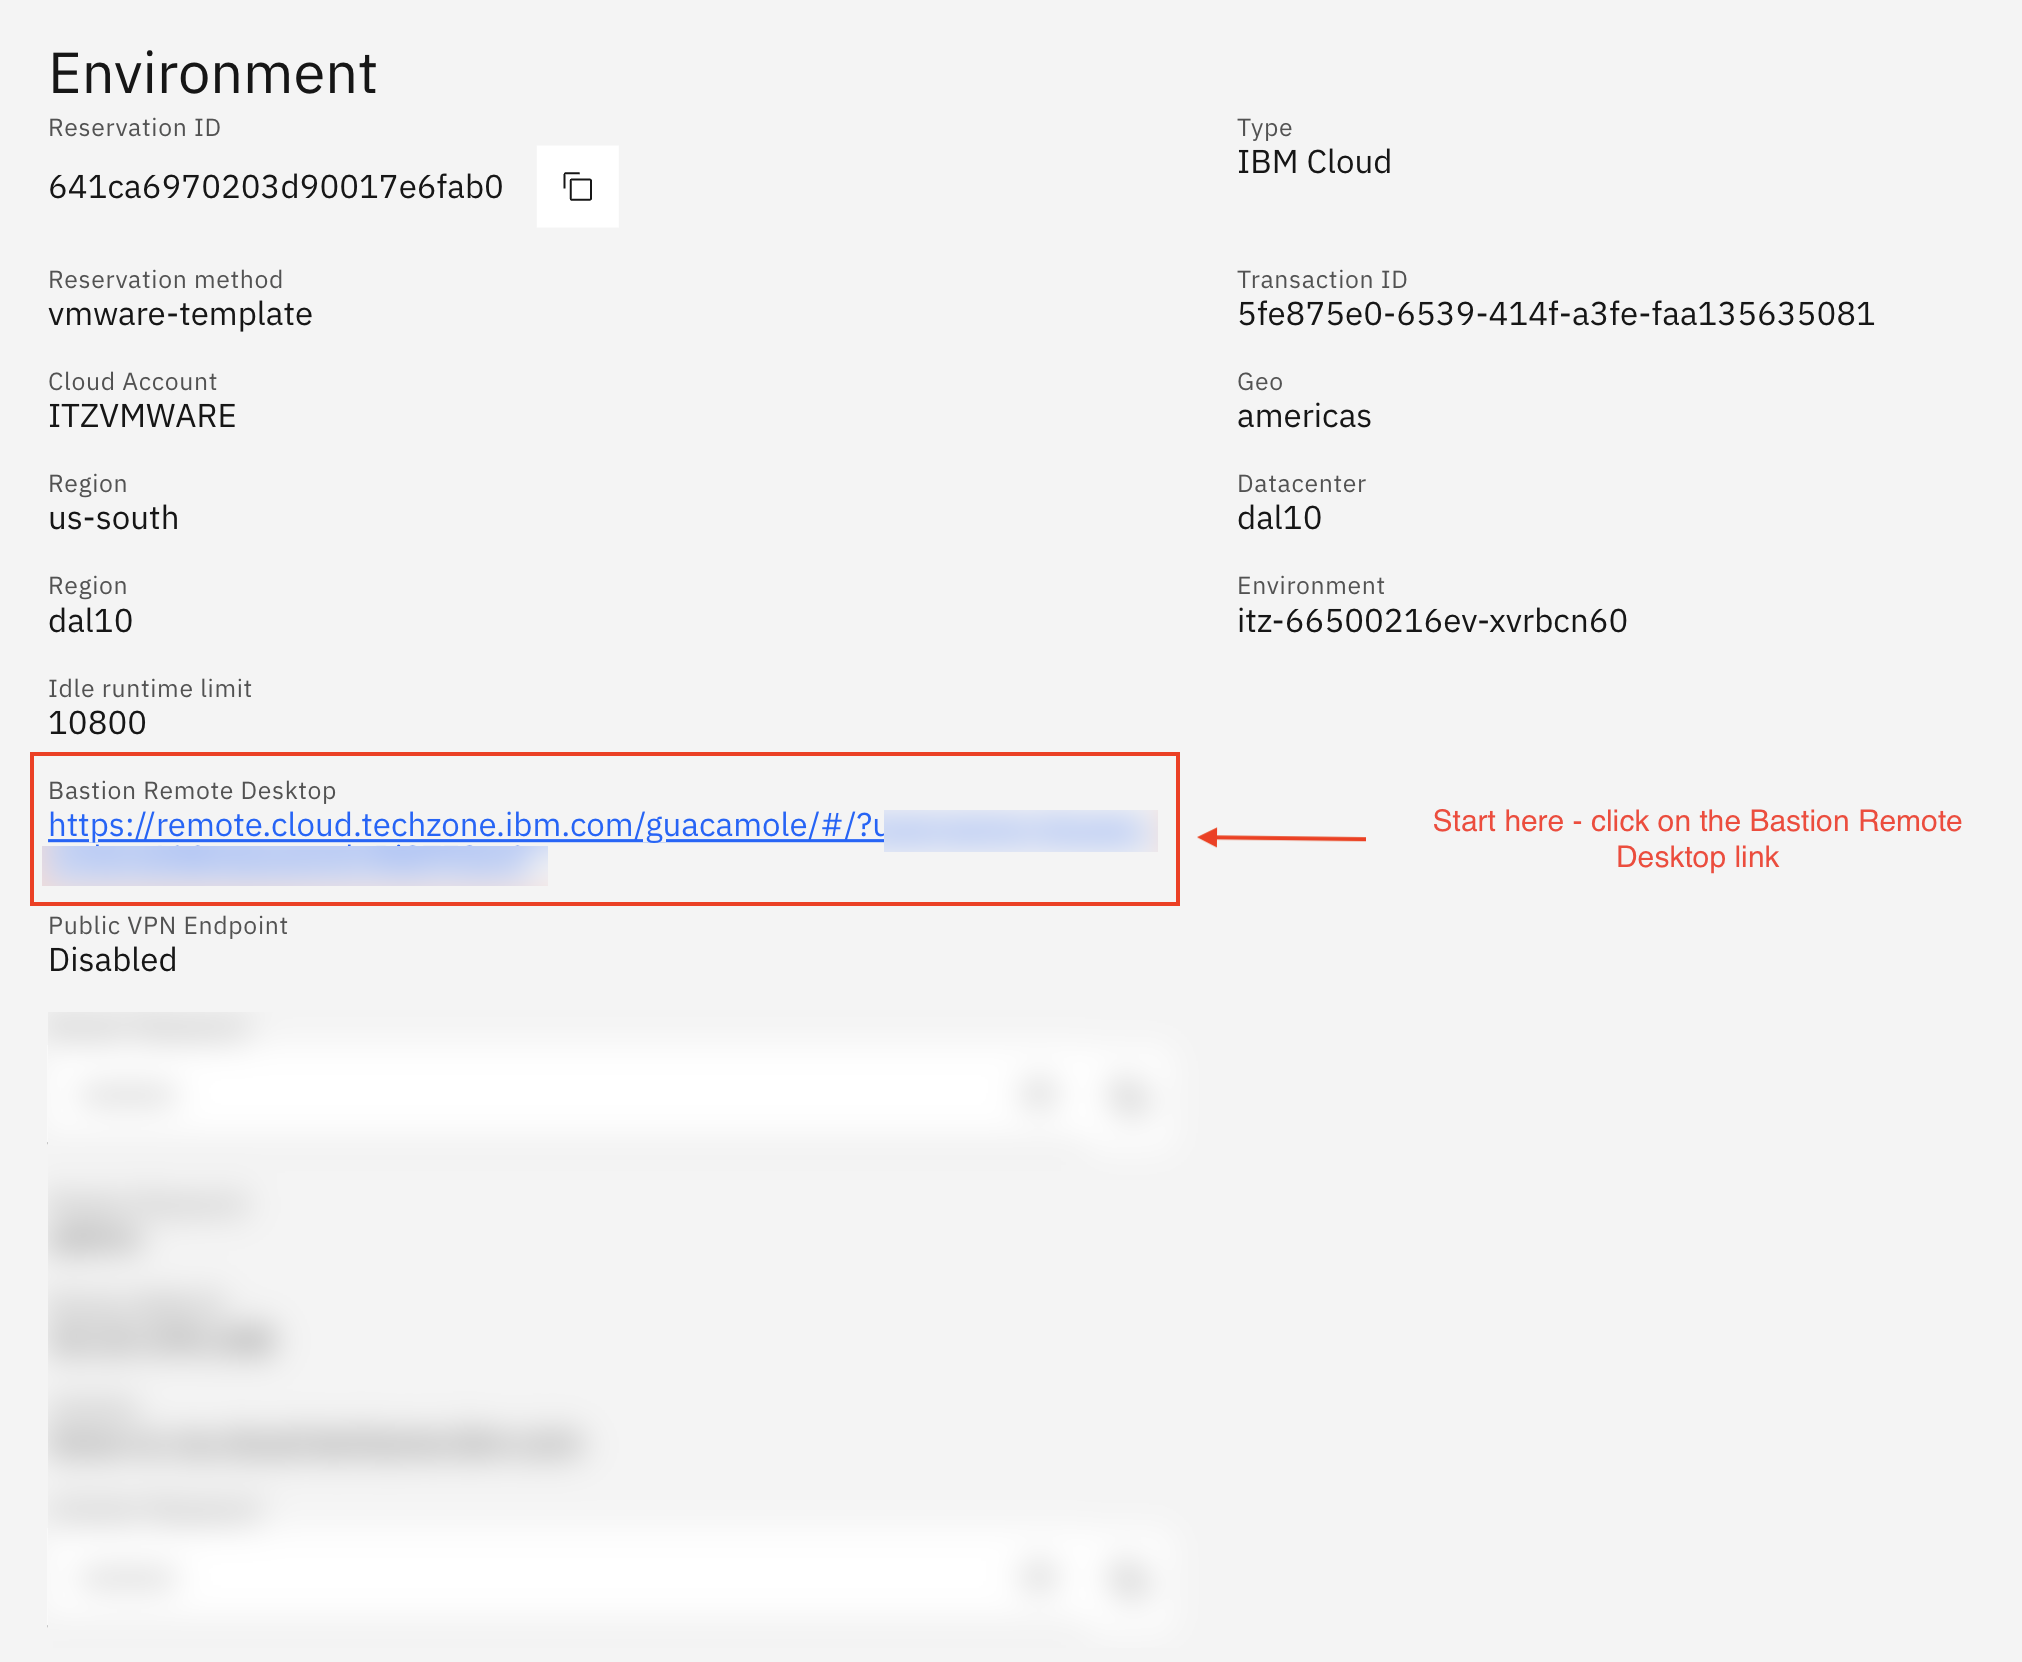 Environment
Reservation ID
641ca6970203d90017e6fab0
Type
IBM Cloud
Reservation method
vmware-template
Transaction ID
5fe875e0-6539-414f-a3fe-faa135635081
Cloud Account
ITZVMWARE
Geo
americas
Region
us-south
Datacenter
dal10
Region
dal10
Environment
itz-66500216ev-xvrbcn60
Idle runtime limit
10800
Bastion Remote Desktop
https://remote.cloud.techzone.ibm.com/guacamole/#/?u
Start here - click on the Bastion Remote
Desktop link
Public VPN Endpoint
Disabled